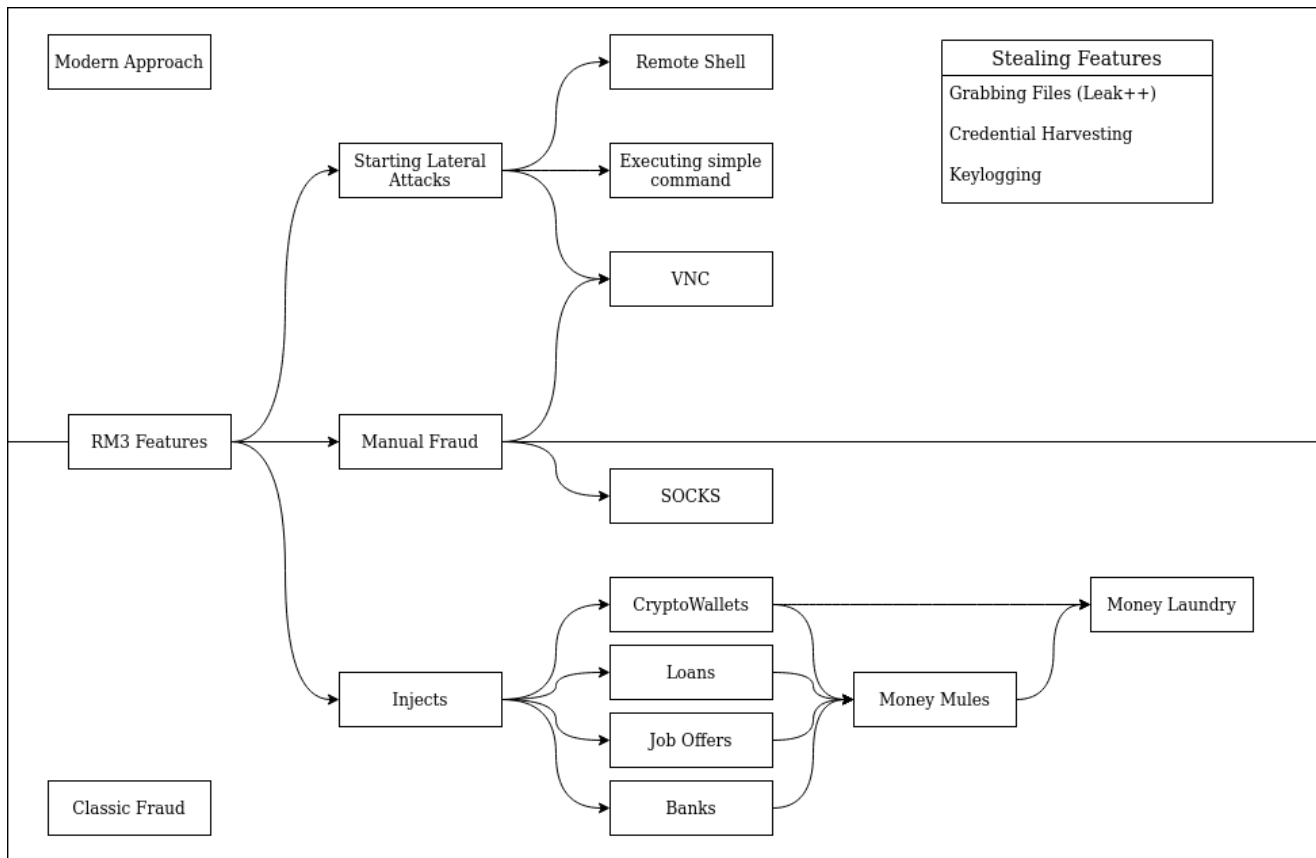 Modern Approach
Remote Shell
Stealing Features
Grabbing Files (Leak++)
Credential Harvesting
Keylogging
Starting Lateral
Attacks
Executing simple
command
VNC
RM3 Features
Manual Fraud
SOCKS
CryptoWallets
Money Laundry
Loans
Injects
Money Mules
Job Offers
Classic Fraud
Banks